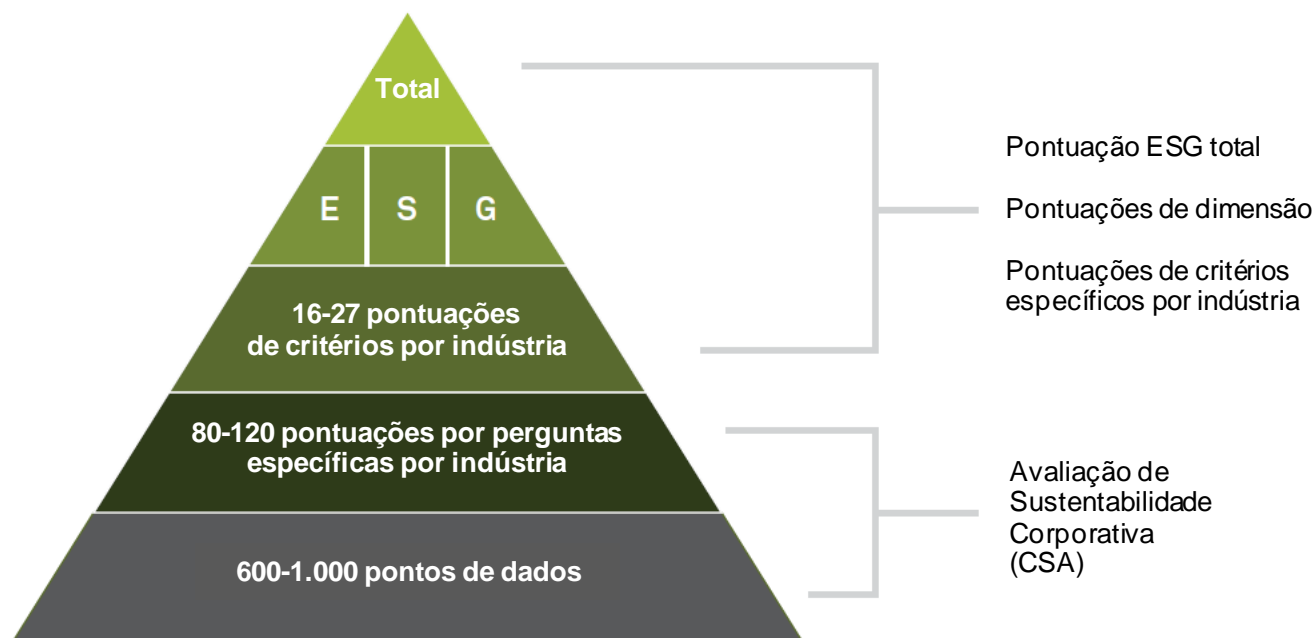 Total
E S G
16-27 pontuações
de critérios por indústria
80-120 pontuações por perguntas
específicas por indústria
600-1.000 pontos de dados
Pontuação ESG total
Pontuações de dimensão
Pontuações de critérios
específicos por indústria
Avaliação de
Sustentabilidade
Corporativa
(CSA)